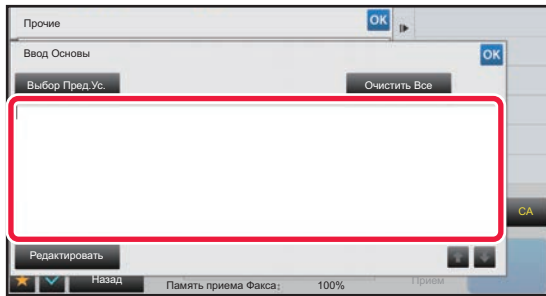 Прочие OK
Ввод Основы OK
Выбор Пред.Ус. Очистить Все
CA
Редактировать
Назад Память приема Факса: 100% Прием